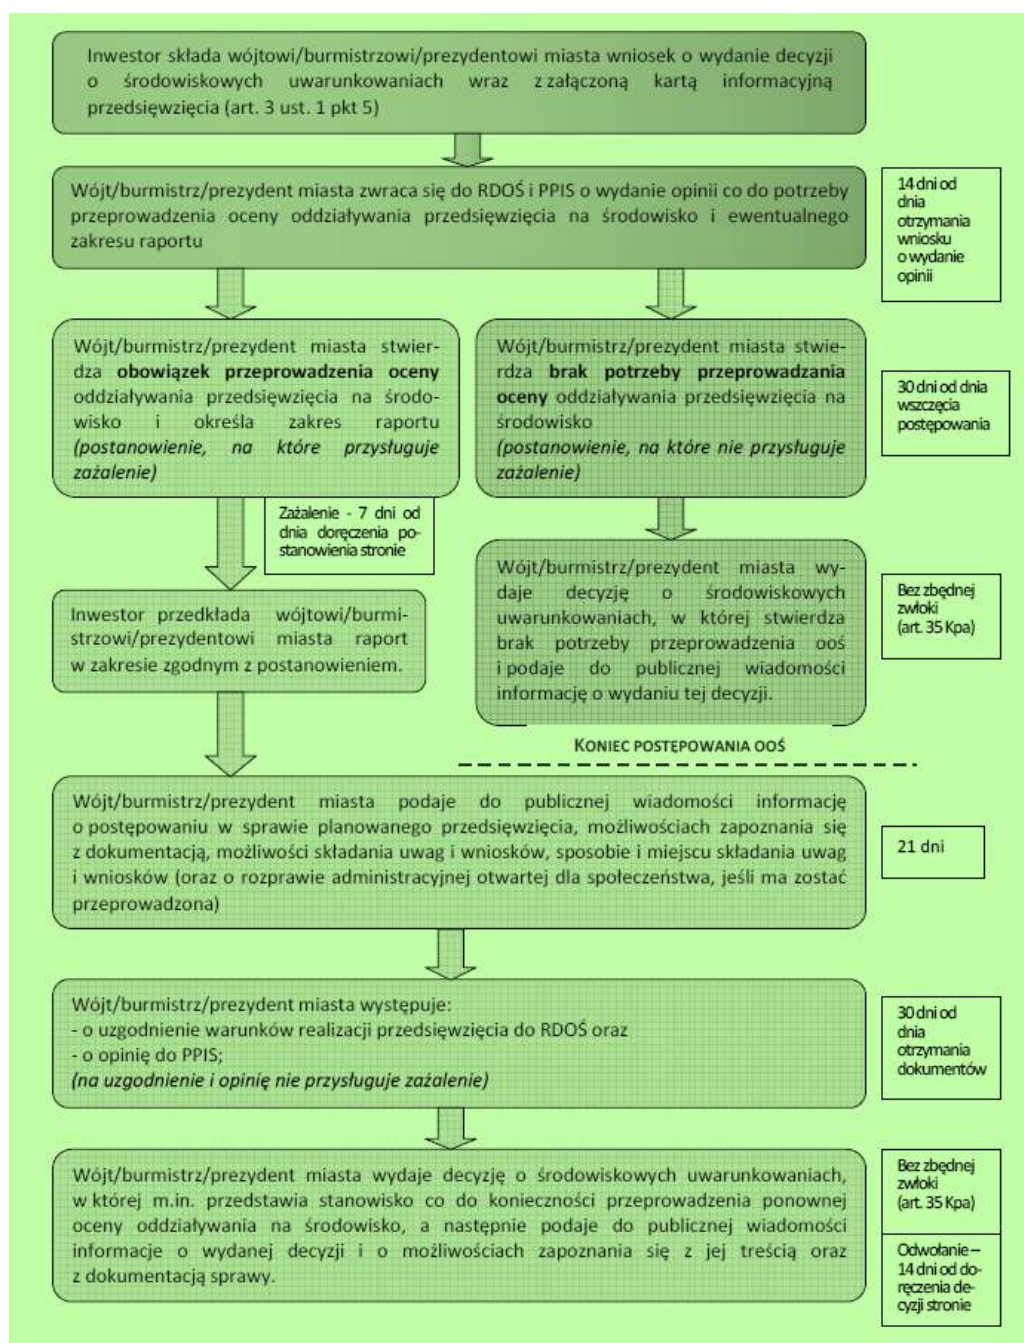 Inwestor składa wójtowi/burmistrzowi/prezydentowi miasta wniosek o wydanie decyzji
o środowiskowych uwarunkowaniach wraz z załączoną kartą informacyjną
przedsięwzięcia (art. 3 ust. 1 pkt 5)
Wójt/burmistrz/prezydent miasta zwraca się do RDOŚ i PPIS o wydanie opinii co do potrzeby
przeprowadzenia oceny oddziaływania przedsięwzięcia na środowisko i ewentualnego
zakresu raportu
14 dni od
dnia
otrzymania
wniosku
o wydanie
opinii
Wójt/burmistrz/prezydent miasta stwier-
dza obowiązek przeprowadzenia oceny
oddziaływania przedsięwzięcia na środo-
wisko i określa zakres raportu
(postanowienie, na które przysługuje
zażalenie)
Wójt/burmistrz/prezydent miasta stwie-
rdza brak potrzeby przeprowadzania
oceny oddziaływania przedsięwzięcia na
środowisko
(postanowienie, na które nie przysługuje
zażalenie)
30 dni od dnia
wszczęcia
postępowania
Zażalenie - 7 dni od
dnia doręczenia po-
stanowienia stronie
Inwestor przedkłada wójtowi/burmi-
strzowi/prezydentowi miasta raport
w zakresie zgodnym z postanowieniem.
Wójt/burmistrz/prezydent miasta wy-
daje decyzję o środowiskowych
uwarunkowaniach, w której stwierdza
brak potrzeby przeprowadzenia ooś
i podaje do publicznej wiadomości
informację o wydaniu tej decyzji.
Bez zbędnej
zwłoki
(art. 35 Kpa)
KONIEC POSTĘPOWANIA OOŚ
Wójt/burmistrz/prezydent miasta podaje do publicznej wiadomości informację
o postępowaniu w sprawie planowanego przedsięwzięcia, możliwościach zapoznania się
z dokumentacją, możliwości składania uwag i wniosków, sposobie i miejscu składania uwag
i wniosków (oraz o rozprawie administracyjnej otwartej dla społeczeństwa, jeśli ma zostać
przeprowadzona)
21 dni
Wójt/burmistrz/prezydent miasta występuje:
- o uzgodnienie warunków realizacji przedsięwzięcia do RDOŚ oraz
- o opinię do PPIS;
(na uzgodnienie i opinię nie przysługuje zażalenie)
30 dni od
dnia
otrzymania
dokumentów
Wójt/burmistrz/prezydent miasta wydaje decyzję o środowiskowych uwarunkowaniach,
w której m.in. przedstawia stanowisko co do konieczności przeprowadzenia ponownej
oceny oddziaływania na środowisko, a następnie podaje do publicznej wiadomości
informacje o wydanej decyzji i o możliwościach zapoznania się z jej treścią oraz
z dokumentacją sprawy.
Bez zbędnej
zwłoki
(art. 35 Kpa)
Odwołanie –
14 dni od do-
ręczenia de-
cyzji stronie